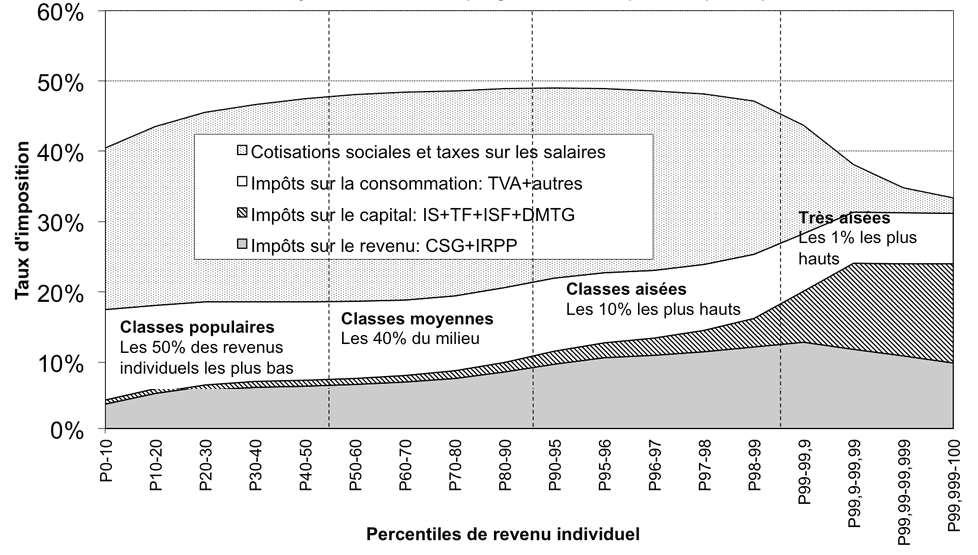 60%
50%
40%
30%
20%
10%
0%
Taux d'imposition
Cotisations sociales et taxes sur les salaires
Impôts sur la consommation: TVA+autres
Impôts sur le capital: IS+TF+ISF+DMTG
Impôts sur le revenu: CSG+IRPP
Classes populaires
Les 50% des revenus
individuels les plus bas
Classes moyennes
Les 40% du milieu
Classes aisées
Les 10% les plus hauts
Très aisées
Les 1% les plus
hauts
P0-10
P10-20
P20-30
P30-40
P40-50
P50-60
P60-70
P70-80
P80-90
P90-95
P95-96
P96-97
P97-98
P98-99
P99-99,9
P99,9-99,99
P99,99-99,999
P99,999-100
Percentiles de revenu individuel